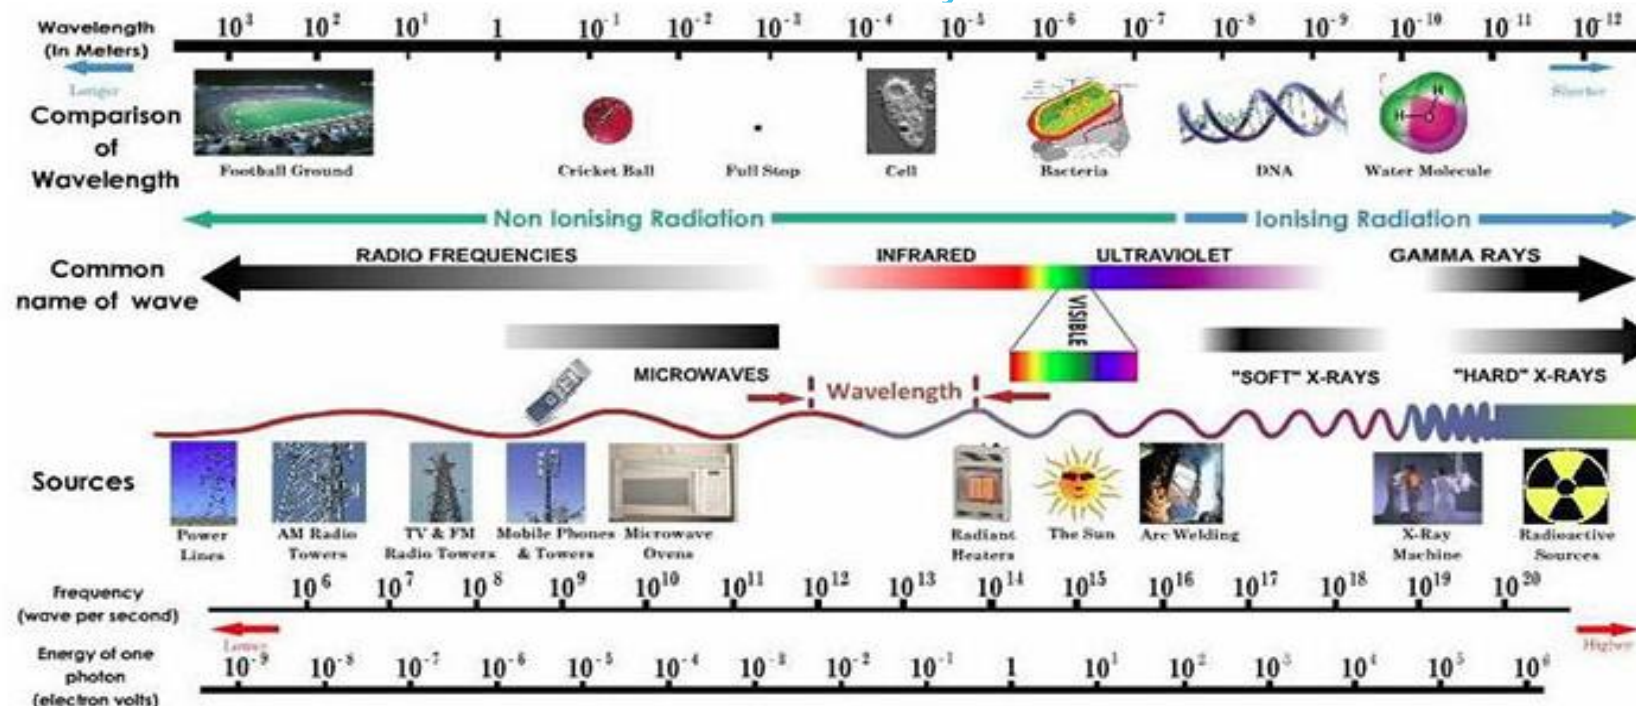 Wavelength
(In Meters)
10³ 10² 10¹ 1 10⁻¹ 10⁻² 10⁻³ 10⁻⁴ 10⁻⁵ 10⁻⁶ 10⁻⁷ 10⁻⁸ 10⁻⁹ 10⁻¹⁰ 10⁻¹¹ 10⁻¹²
Longer
Shorter
Comparison
of
Wavelength
Football Ground Cricket Ball Full Stop Cell Bacteria DNA Water Molecule
H
H O
Non Ionising Radiation Ionising Radiation
Common
name of wave
RADIO FREQUENCIES INFRARED ULTRAVIOLET GAMMA RAYS
VISIBLE
MICROWAVES "SOFT" X-RAYS "HARD" X-RAYS
Wavelength
Sources
Power
Lines
AM Radio
Towers
TV & FM
Radio Towers
Mobile Phones
& Towers
Microwave
Ovens
Radiant
Heaters
The Sun
Arc Welding
X-Ray
Machine
Radioactive
Sources
Frequency
(wave per second)
10⁶ 10⁷ 10⁸ 10⁹ 10¹⁰ 10¹¹ 10¹² 10¹³ 10¹⁴ 10¹⁵ 10¹⁶ 10¹⁷ 10¹⁸ 10¹⁹ 10²⁰
Lower
Higher
Energy of one
photon
(electron volts)
10⁻⁹ 10⁻⁸ 10⁻⁷ 10⁻⁶ 10⁻⁵ 10⁻⁴ 10⁻³ 10⁻² 10⁻¹ 1 10¹ 10² 10³ 10⁴ 10⁵ 10⁶